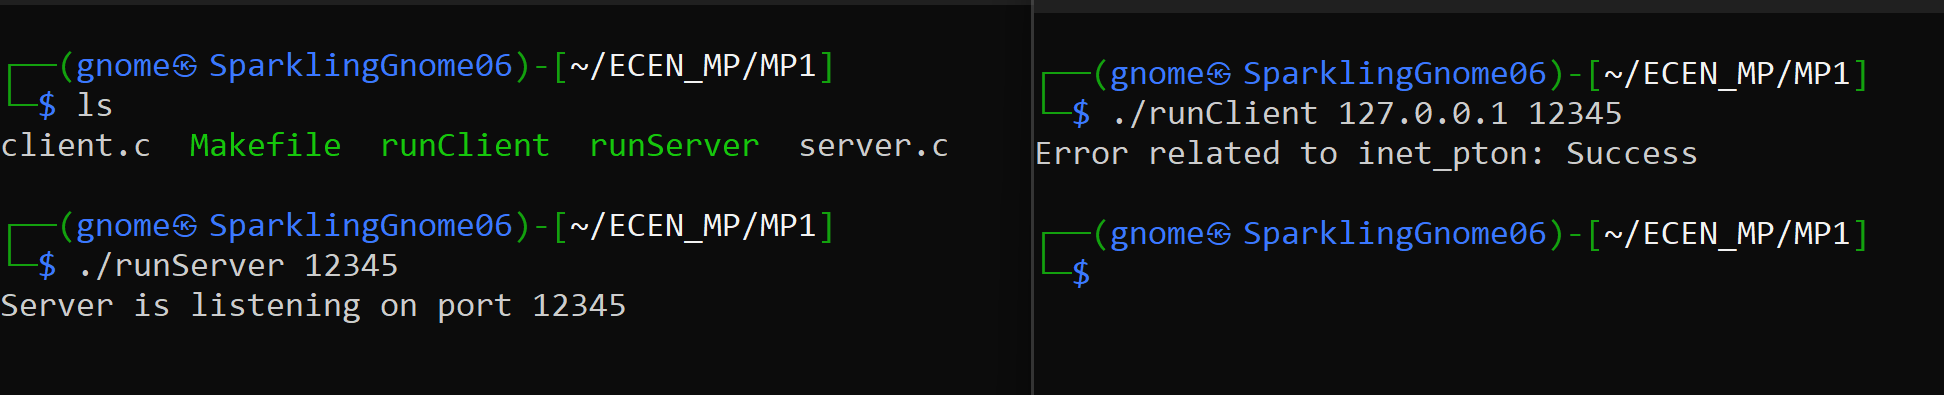 ┌──(gnome㉿SparklingGnome06)-[~/ECEN_MP/MP1]
└─$ ls
client.c  Makefile  runClient  runServer  server.c
┌──(gnome㉿SparklingGnome06)-[~/ECEN_MP/MP1]
└─$ ./runServer 12345
Server is listening on port 12345
┌──(gnome㉿SparklingGnome06)-[~/ECEN_MP/MP1]
└─$ ./runClient 127.0.0.1 12345
Error related to inet_pton: Success
┌──(gnome㉿SparklingGnome06)-[~/ECEN_MP/MP1]
└─$